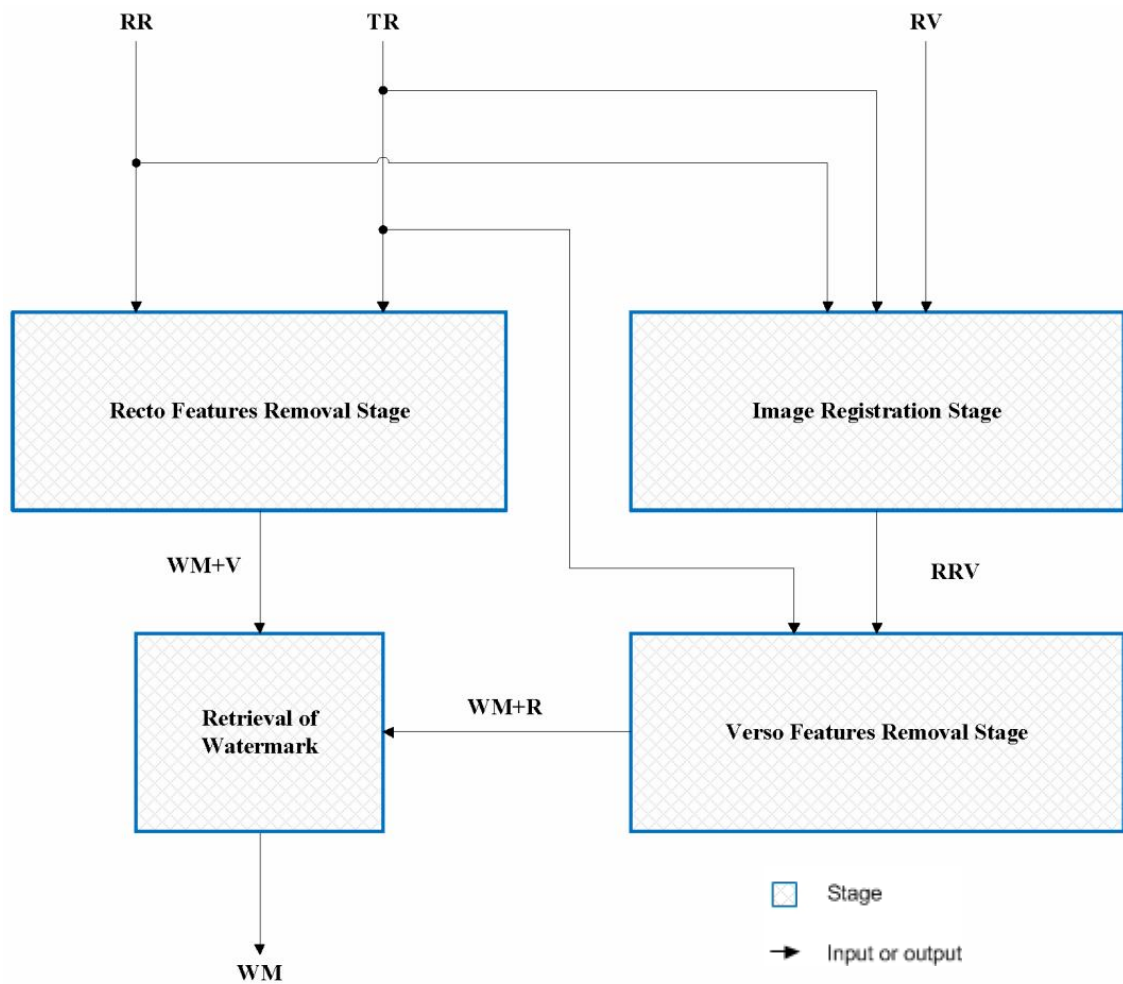 RR
TR
RV
Recto Features Removal Stage
Image Registration Stage
WM+V
RRV
Retrieval of
Watermark
WM+R
Verso Features Removal Stage
Stage
Input or output
WM